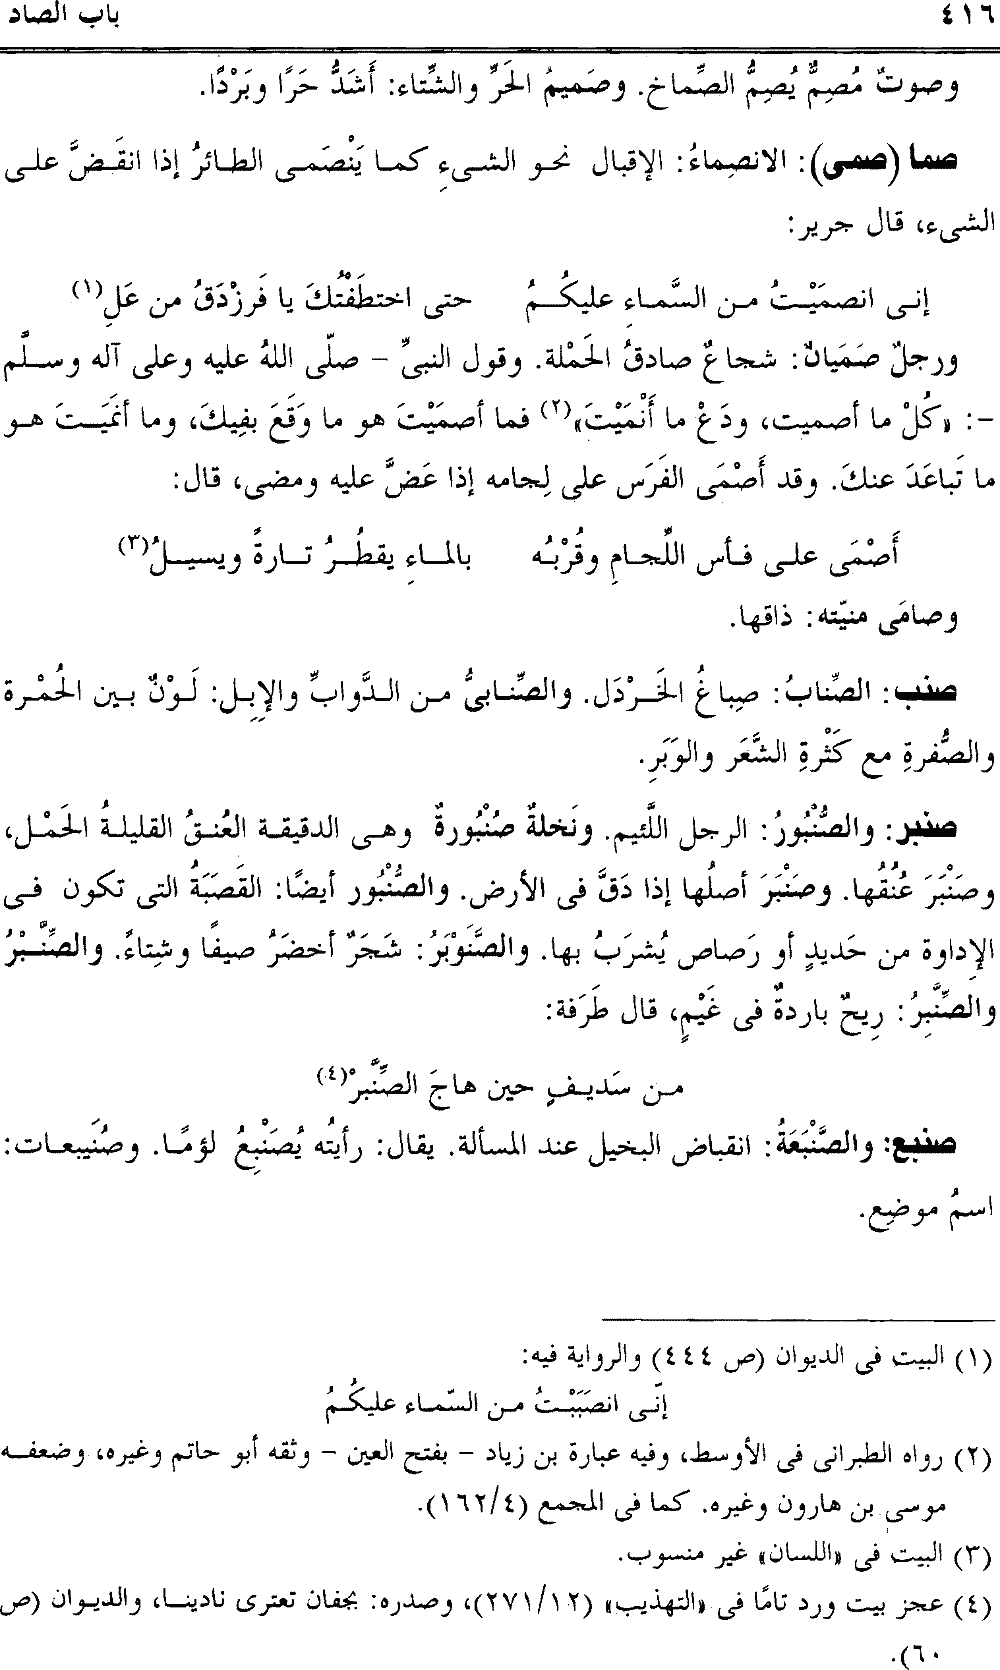 ٤١٦ باب الصاد
وصوتٌ مُصِمٌّ يُصِمُّ الصِّماخ. وصَميمُ الحَرِّ والشِّتاء: أَشَدُّ حَرًا وبَرْدًا.
صما (صمى): الانصِماءُ: الإقبال نحو الشىءِ كما يَنْصَمى الطائرُ إذا انقَضَّ على
الشىء، قال جرير:
إنى انصمَيْتُ من السَّماءِ عليكُمُ حتى اختطَفْتُكَ يا فَرزْدَقُ من عَلِ(١)
ورجلٌ صَمَيانٌ: شجاعٌ صادقُ الحَمْلة. وقول النبىِّ - صلّى اللهُ عليه وعلى آله وسلّم
-: «كُلْ ما أصميت، ودَعْ ما أَنْمَيْتَ»(٢) فما أصمَيْتَ هو ما وَقَعَ بفِيكَ، وما أنمَيَتَ هو
ما تَباعَدَ عنكَ. وقد أَصْمَى الفَرَس على لِجامه إذا عَضَّ عليه ومضى، قال:
أَصْمَى على فأس اللِّجامِ وقُرْبُه بالماءِ يقطُرُ تارةً ويسيلُ(٣)
وصامَى منيّته: ذاقها.
صنب: الصِّنابُ: صِباغُ الخَرْدَل. والصِّنابىُّ من الدَّوابِّ والإِبِل: لَوْنٌ بين الحُمْرة
والصُّفرةِ مع كَثْرةِ الشَّعَر والوَبَرِ.
صنبر: والصُّنْبُورُ: الرجل اللَّئيم. ونَخلةٌ صُنْبُورةٌ وهى الدقيقة العُنقُ القليلةُ الحَمْل،
وصَنْبَرَ عُنُقُها. وصَنْبَرَ أصلُها إذا دَقَّ فى الأرض. والصُّنْبُور أيضًا: القَصَبَةُ التى تكون فى
الإداوة من حَديدٍ أو رَصاص يُشرَبُ بها. والصَّنَوْبَرُ: شَجَرٌ أخضَرُ صيفًا وشِتاءً. والصِّنَّبْرُ
والصِّنَّبِرُ: رِيحٌ باردةٌ فى غَيْمٍ، قال طَرَفة:
من سَديفٍ حين هاجَ الصِّنَّبرْ(٤)
صنبع: والصَّنْبَعَةُ: انقباض البخيل عند المسألة. يقال: رأيتُه يُصَنْبِعُ لؤمًا. وصُنَيبعات:
اسمُ موضِع.
(١) البيت فى الديوان (ص ٤٤٤) والرواية فيه:
إنّى انصَبَبْتُ من السّماء عليكُمُ
(٢) رواه الطبرانى فى الأوسط، وفيه عبارة بن زياد - بفتح العين - وثقه أبو حاتم وغيره، وضعفه
موسى بن هارون وغيره. كما فى المجمع (١٦٢/٤).
(٣) البيت فى «اللسان» غير منسوب.
(٤) عجز بيت ورد تامًا فى «التهذيب» (٢٧١/١٢)، وصدره: بجفان تعترى نادينا، والديوان (ص
٦٠).